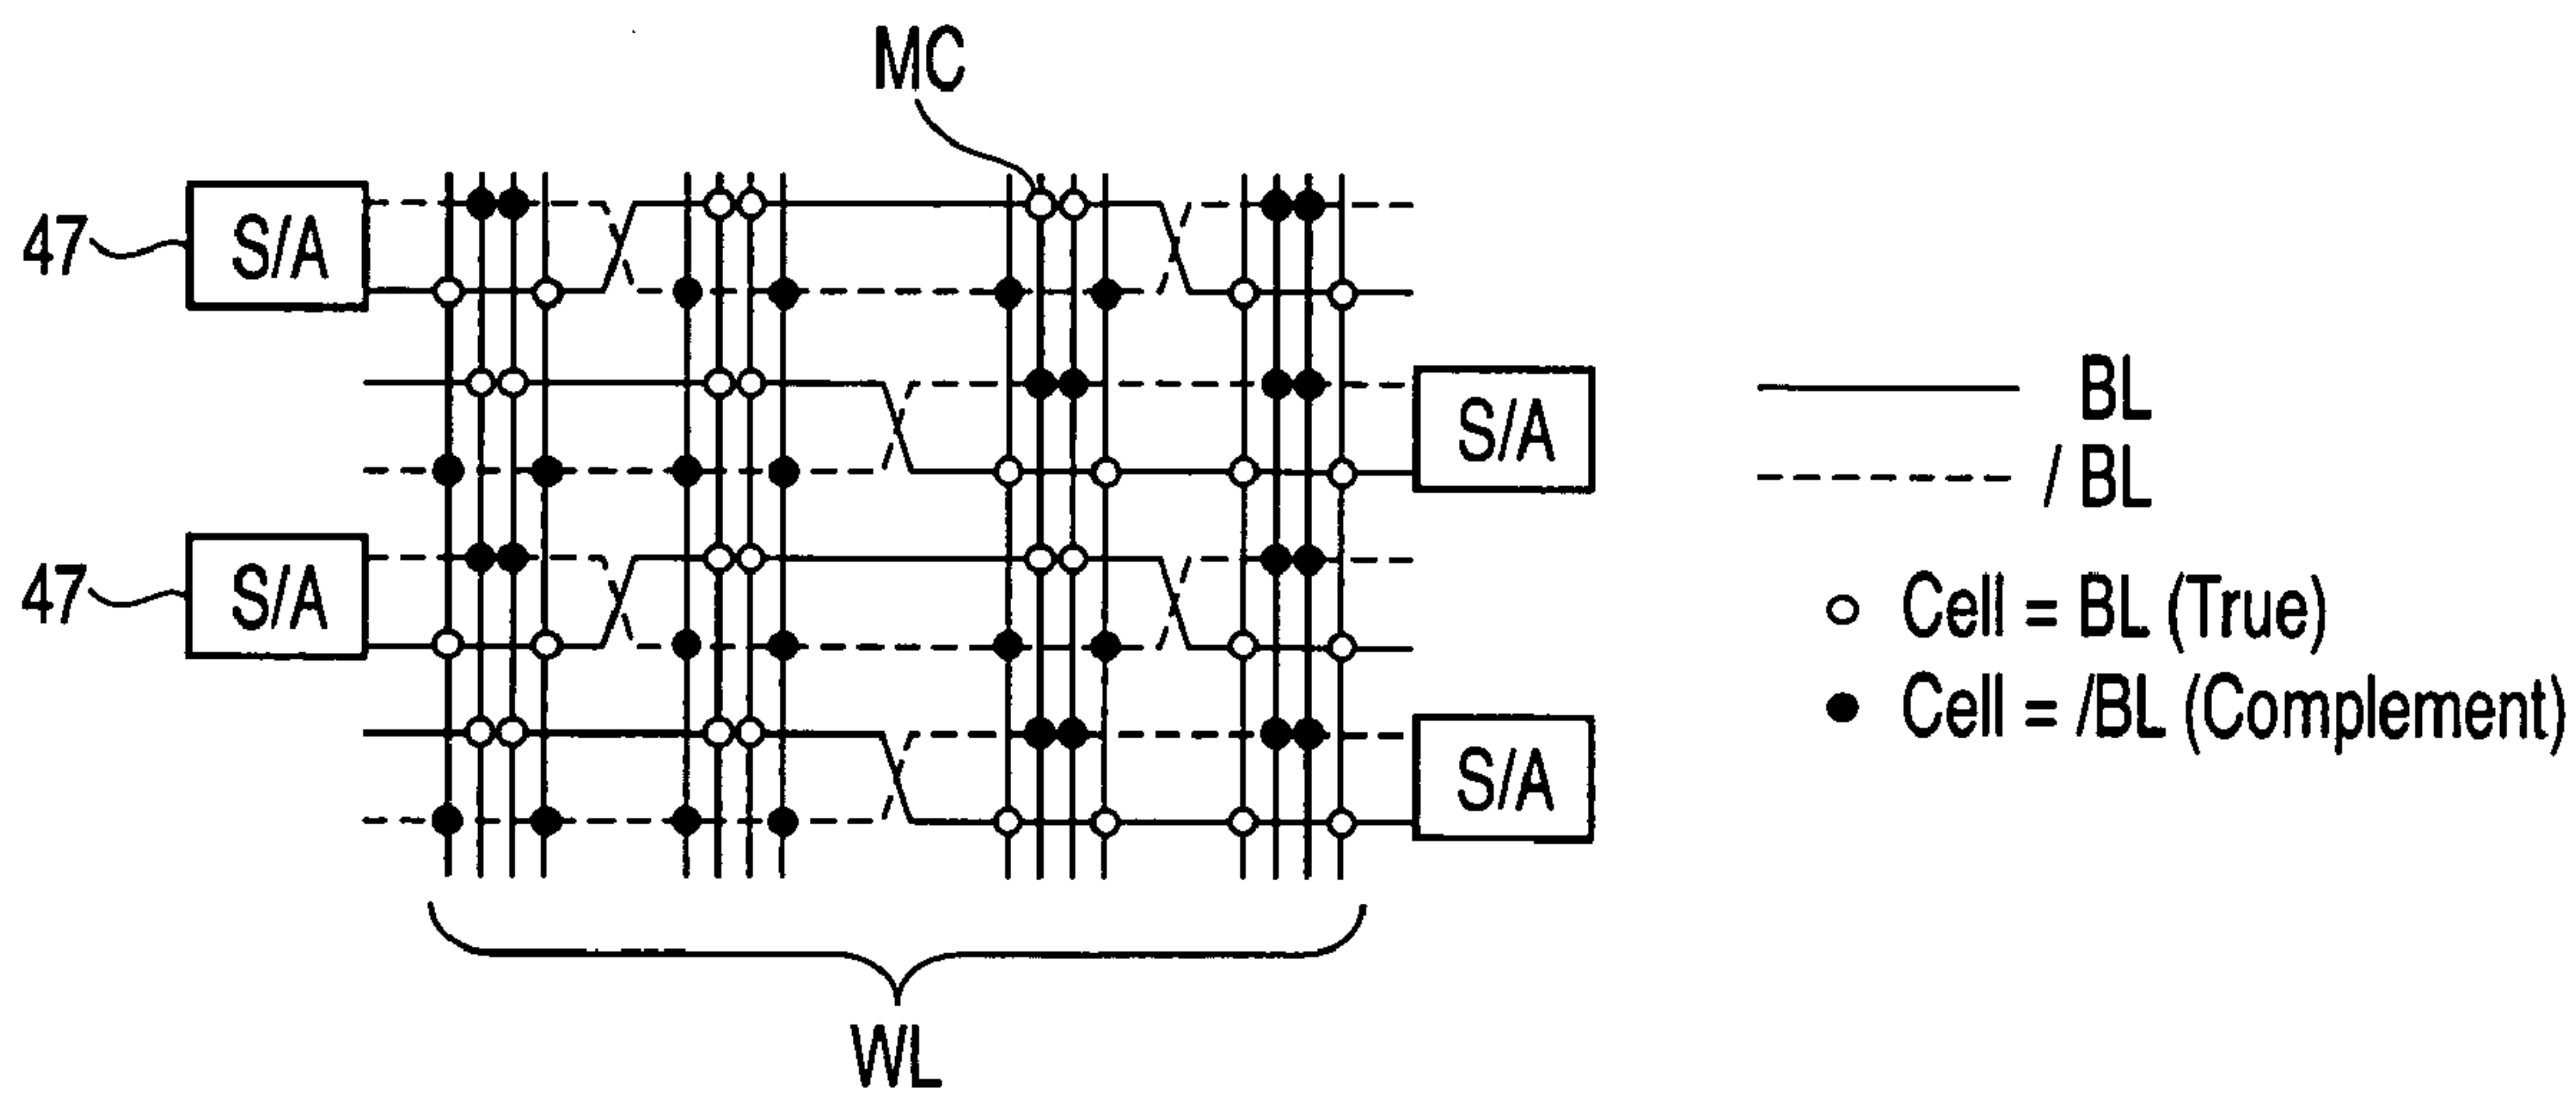 MC
47
S/A
S/A
47
S/A
S/A
WL
BL
/ BL
Cell = BL (True)
Cell = /BL (Complement)